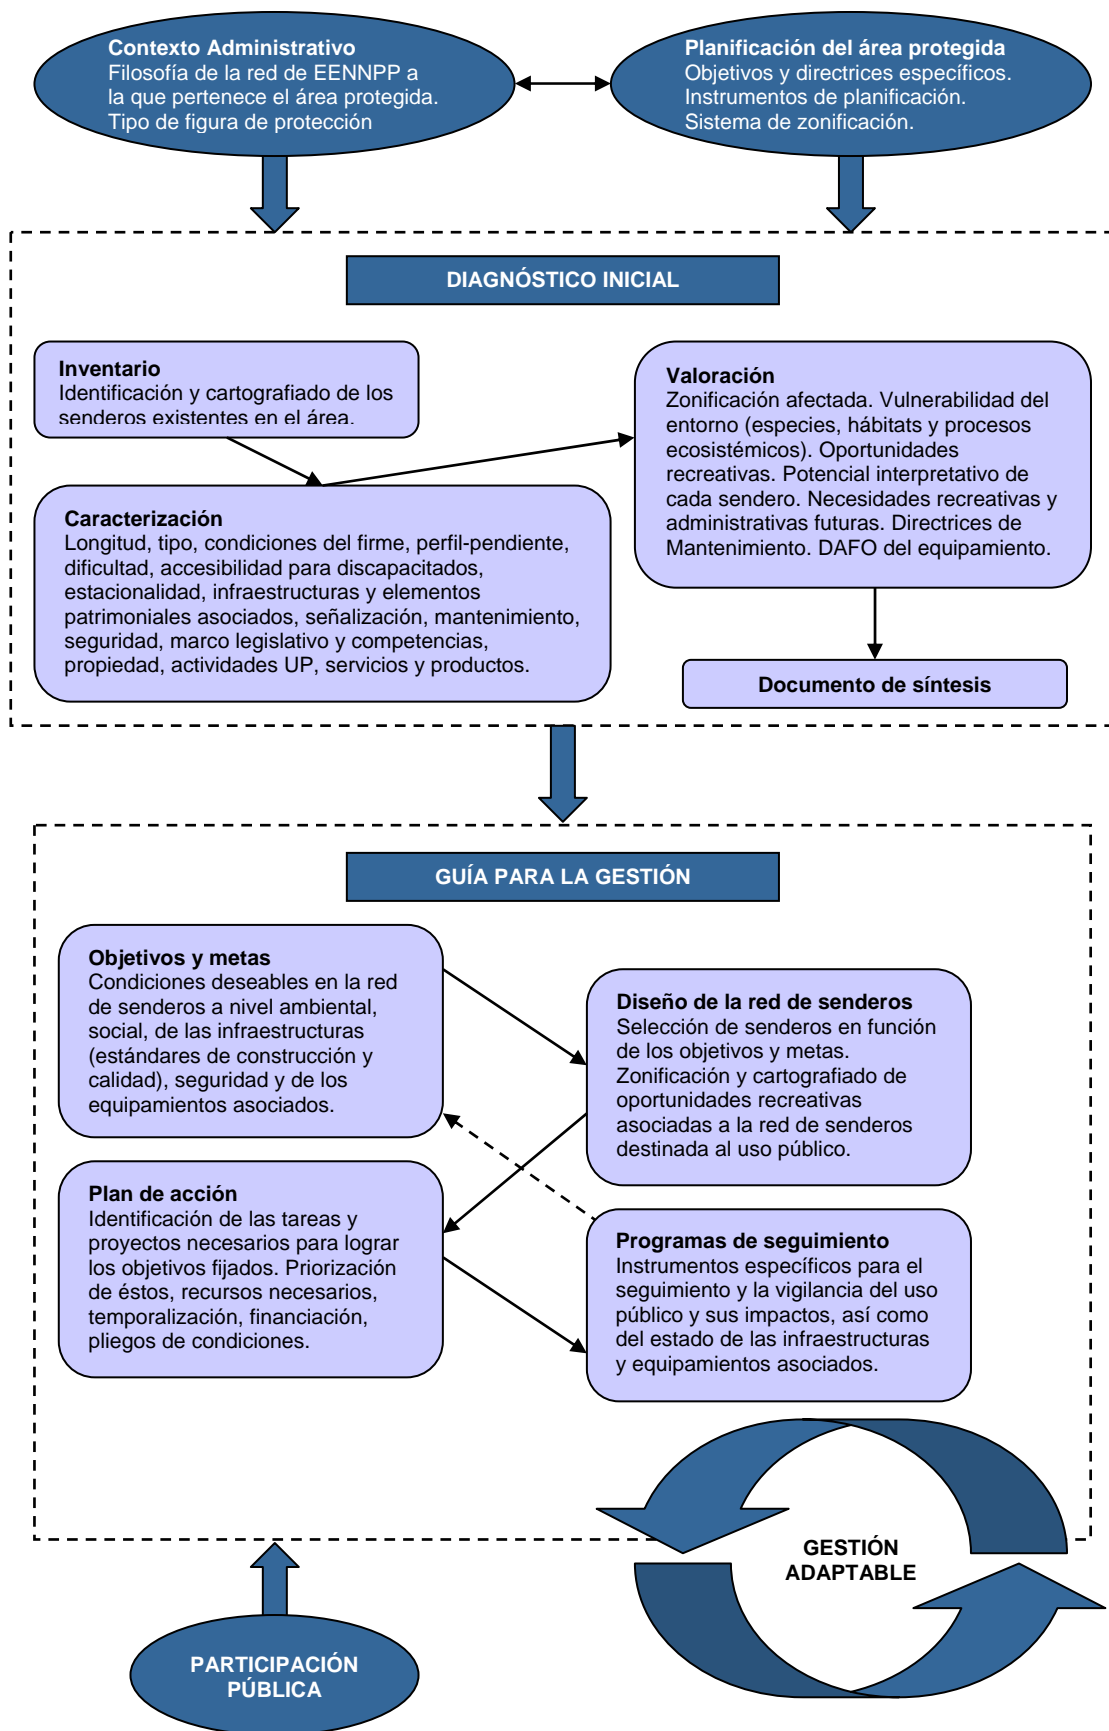 Contexto Administrativo
Filosofía de la red de EENNPP a
la que pertenece el área protegida.
Tipo de figura de protección
Planificación del área protegida
Objetivos y directrices específicos.
Instrumentos de planificación.
Sistema de zonificación.
DIAGNÓSTICO INICIAL
Inventario
Identificación y cartografiado de los
senderos existentes en el área.
Valoración
Zonificación afectada. Vulnerabilidad del
entorno (especies, hábitats y procesos
ecosistémicos). Oportunidades
recreativas. Potencial interpretativo de
cada sendero. Necesidades recreativas y
administrativas futuras. Directrices de
Mantenimiento. DAFO del equipamiento.
Caracterización
Longitud, tipo, condiciones del firme, perfil-pendiente,
dificultad, accesibilidad para discapacitados,
estacionalidad, infraestructuras y elementos
patrimoniales asociados, señalización, mantenimiento,
seguridad, marco legislativo y competencias,
propiedad, actividades UP, servicios y productos.
Documento de síntesis
GUÍA PARA LA GESTIÓN
Objetivos y metas
Condiciones deseables en la red
de senderos a nivel ambiental,
social, de las infraestructuras
(estándares de construcción y
calidad), seguridad y de los
equipamientos asociados.
Diseño de la red de senderos
Selección de senderos en función
de los objetivos y metas.
Zonificación y cartografiado de
oportunidades recreativas
asociadas a la red de senderos
destinada al uso público.
Plan de acción
Identificación de las tareas y
proyectos necesarios para lograr
los objetivos fijados. Priorización
de éstos, recursos necesarios,
temporalización, financiación,
pliegos de condiciones.
Programas de seguimiento
Instrumentos específicos para el
seguimiento y la vigilancia del uso
público y sus impactos, así como
del estado de las infraestructuras
y equipamientos asociados.
GESTIÓN
ADAPTABLE
PARTICIPACIÓN
PÚBLICA